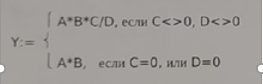 A*B*C/D, если C<>0, D<>0
Y:=
A*B, если C=0, или D=0